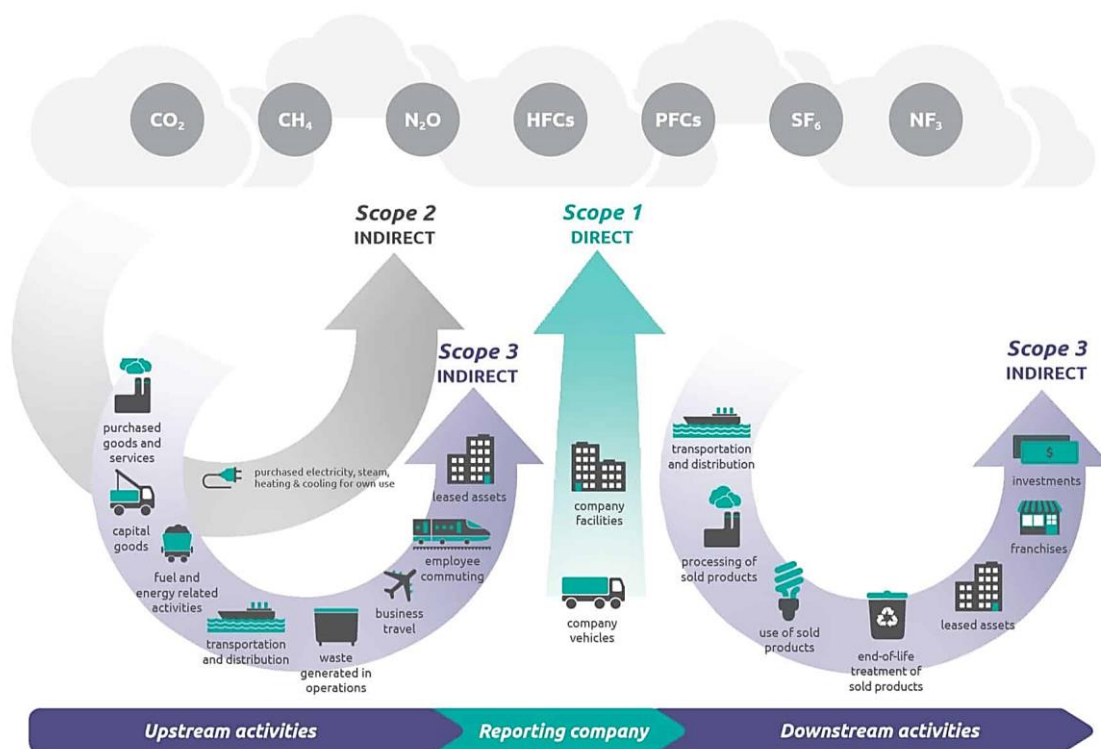 CO₂
CH₄
N₂O
HFCs
PFCs
SF₆
NF₃
Scope 2
INDIRECT
Scope 1
DIRECT
Scope 3
INDIRECT
Scope 3
INDIRECT
purchased
goods and
services
capital
goods
fuel and
energy related
activities
transportation
and distribution
waste
generated in
operations
business
travel
employee
commuting
leased assets
purchased electricity, steam,
heating & cooling for own use
company
facilities
company
vehicles
transportation
and distribution
processing of
sold products
use of sold
products
end-of-life
treatment of
sold products
leased assets
franchises
$
investments
Upstream activities
Reporting company
Downstream activities